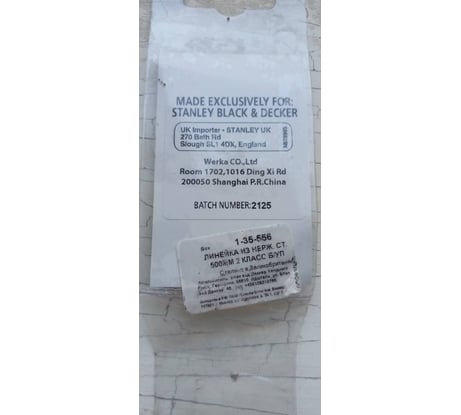 MADE EXCLUSIVELY FOR:
STANLEY BLACK & DECKER
UK Importer - STANLEY UK
270 Bath Rd
Slough SL1 4DX, England
Werka CO.,Ltd
Room 1702,1016 Ding Xi Rd
200050 Shanghai P.R.China
BATCH NUMBER:2125
1-35-556
ЛИНЕЙКА ИЗ НЕРЖ. СТ.
500ММ 2 КЛАСС Б/УП
Сделано в Великобритании